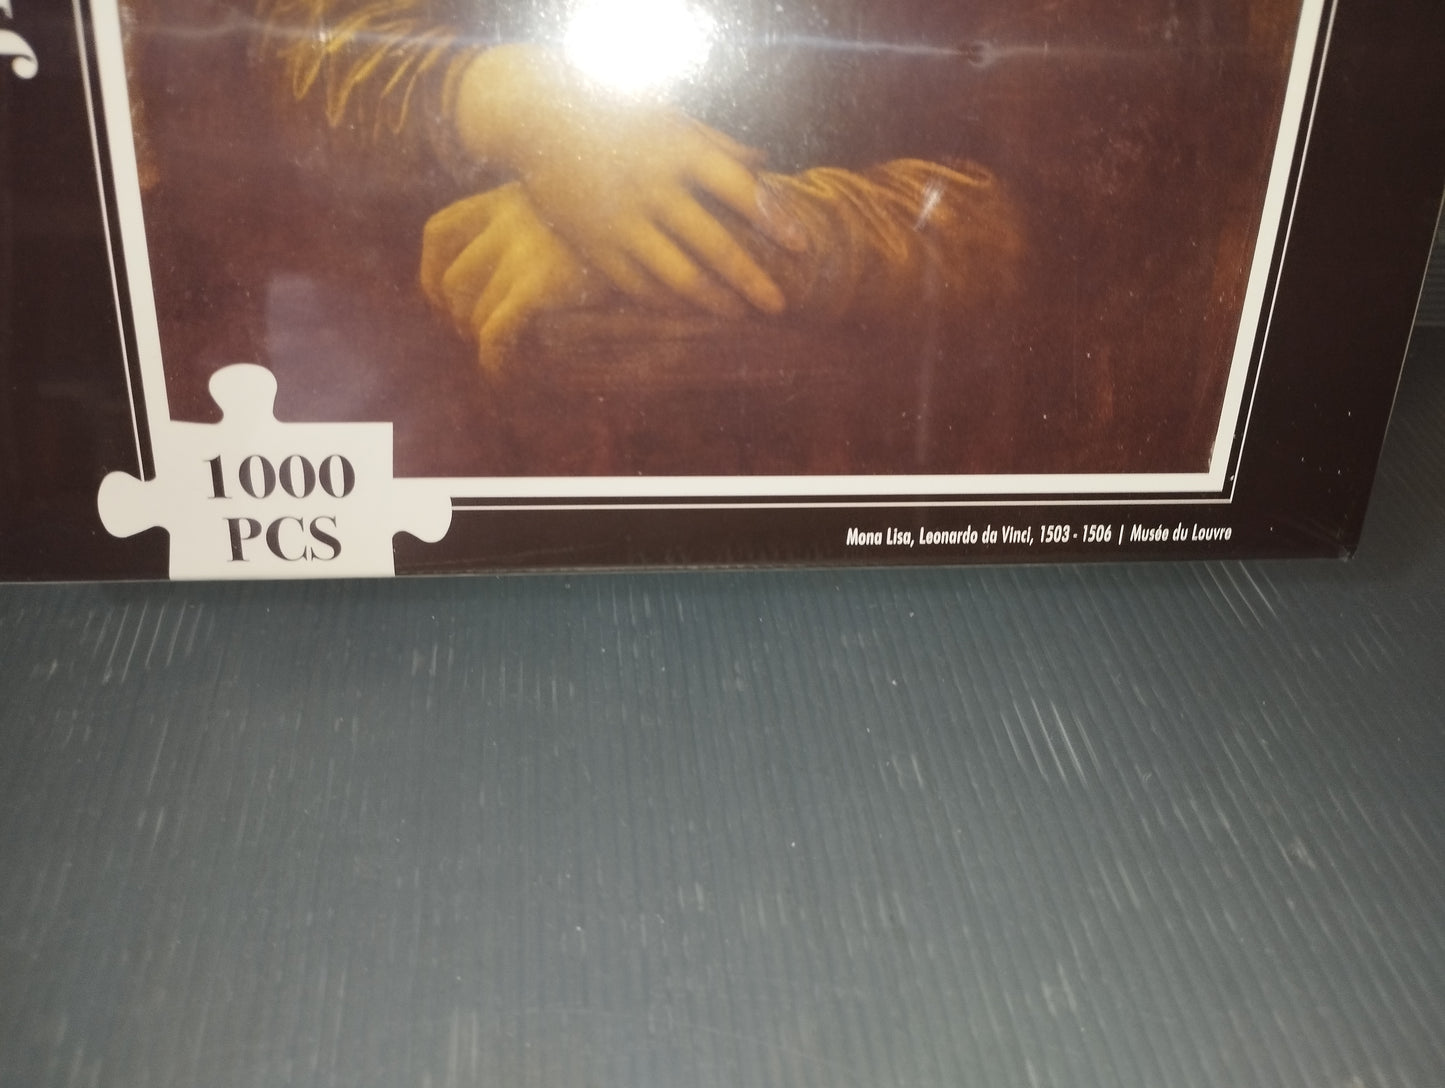 1000
PCS
Mona Lisa, Leonardo da Vinci, 1503 - 1506 | Musée du Louvre